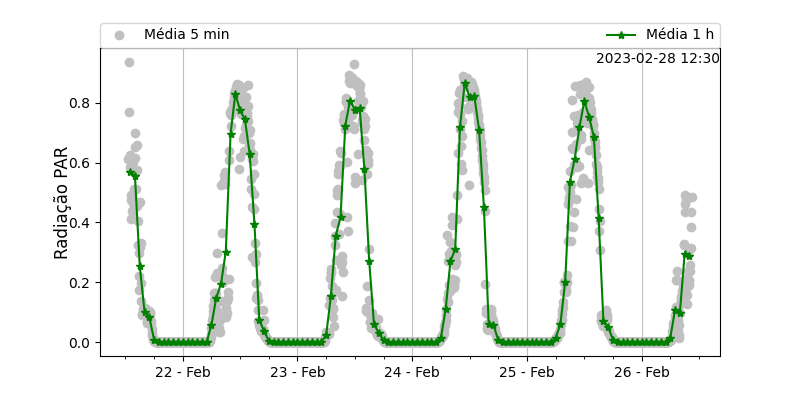 Média 5 min
Média 1 h
2023-02-28 12:30
Radiação PAR
0.8
0.6
0.4
0.2
0.0
22 - Feb
23 - Feb
24 - Feb
25 - Feb
26 - Feb